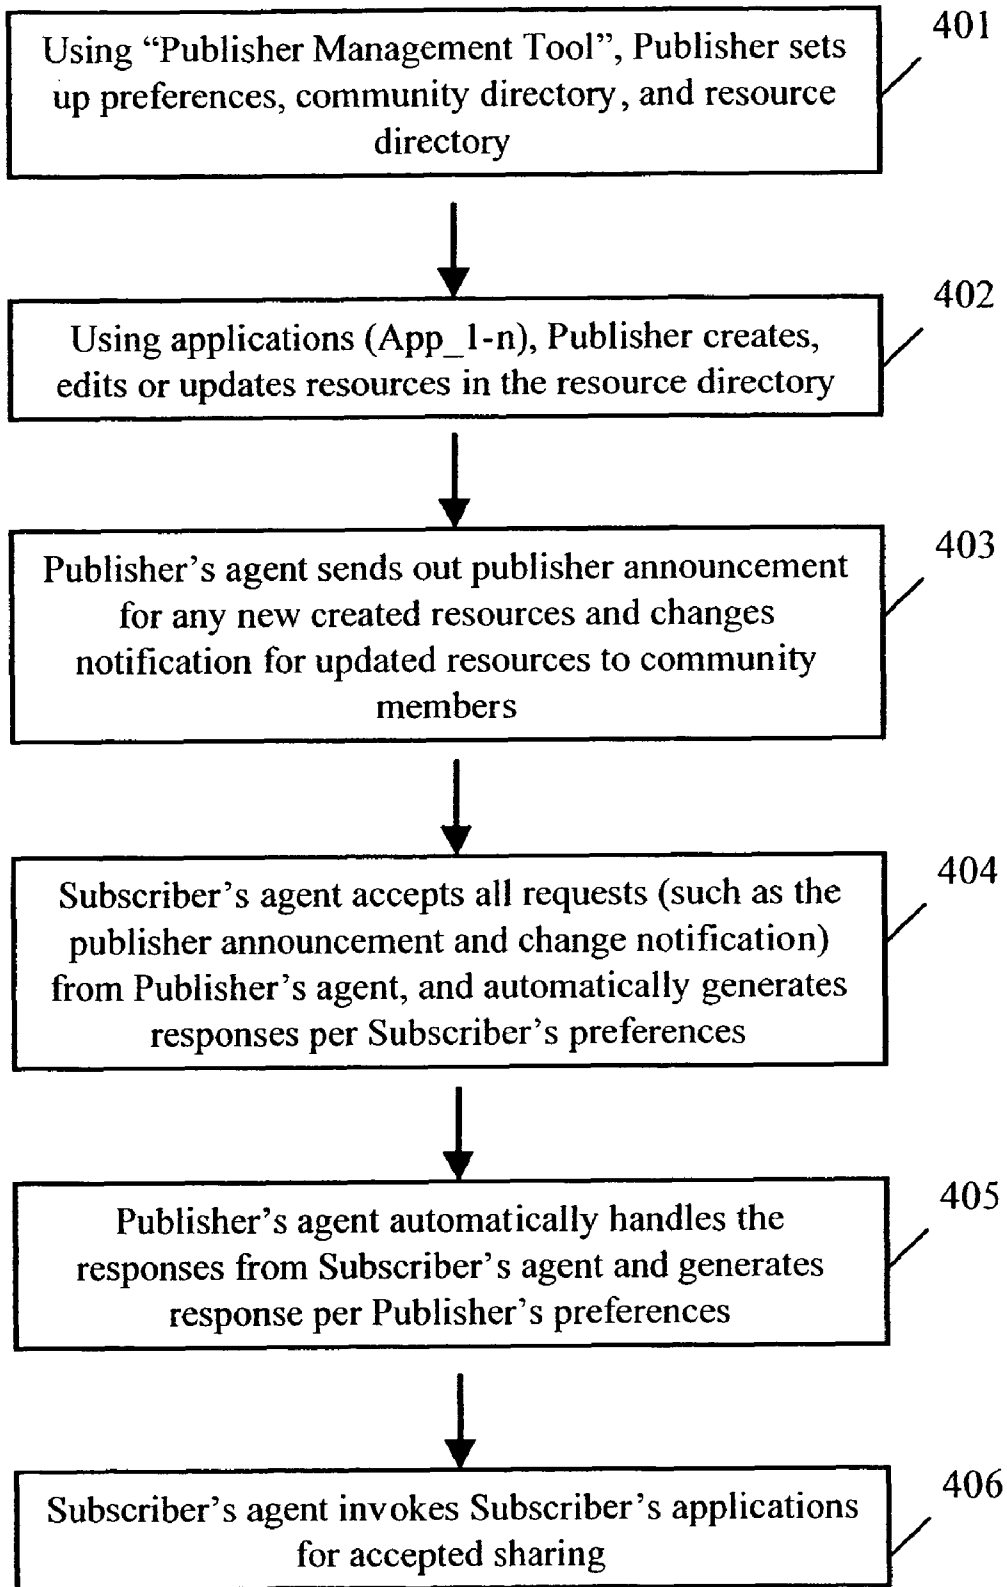 401
Using “Publisher Management Tool”, Publisher sets
up preferences, community directory, and resource
directory
402
Using applications (App_1-n), Publisher creates,
edits or updates resources in the resource directory
403
Publisher’s agent sends out publisher announcement
for any new created resources and changes
notification for updated resources to community
members
404
Subscriber’s agent accepts all requests (such as the
publisher announcement and change notification)
from Publisher’s agent, and automatically generates
responses per Subscriber’s preferences
405
Publisher’s agent automatically handles the
responses from Subscriber’s agent and generates
response per Publisher’s preferences
406
Subscriber’s agent invokes Subscriber’s applications
for accepted sharing